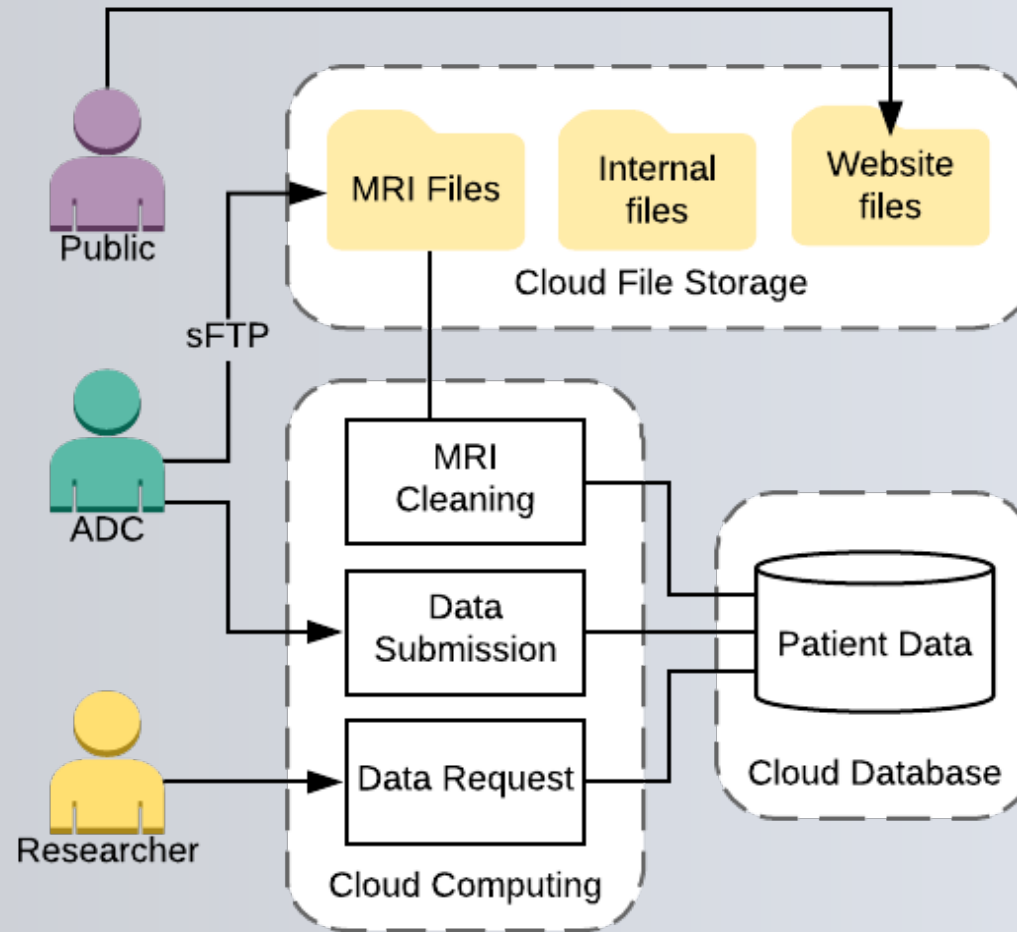 MRI Files
Internal
files
Website
files
Public
Cloud File Storage
sFTP
ADC
MRI
Cleaning
Data
Submission
Patient Data
Data Request
Cloud Database
Researcher
Cloud Computing